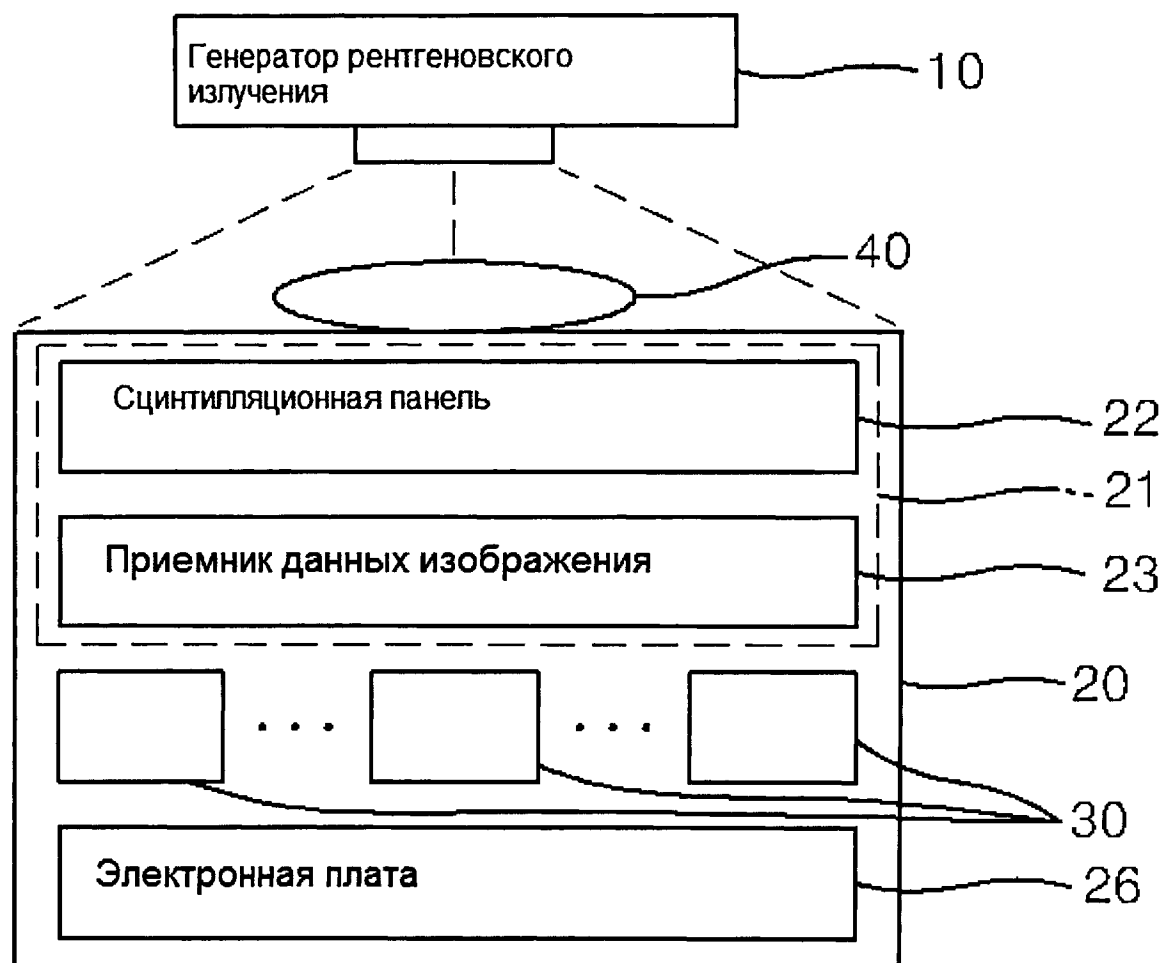 Генератор рентгеновского
излучения
10
40
Сцинтилляционная панель
22
21
Приемник данных изображения
23
20
30
Электронная плата
26